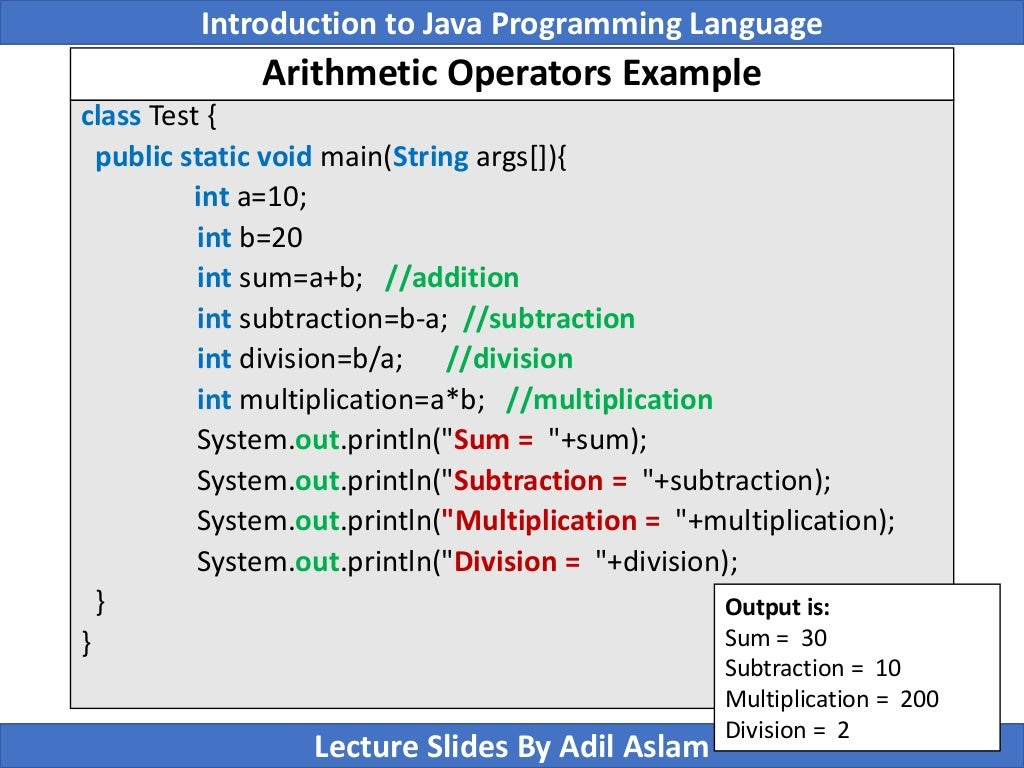 Introduction to Java Programming Language
Arithmetic Operators Example
class Test {
public static void main(String args[]){
int a=10;
int b=20
int sum=a+b;   //addition
int subtraction=b-a;  //subtraction
int division=b/a;     //division
int multiplication=a*b;   //multiplication
System.out.println("Sum =  "+sum);
System.out.println("Subtraction =  "+subtraction);
System.out.println("Multiplication =  "+multiplication);
System.out.println("Division =  "+division);
}
}
Output is:
Sum =  30
Subtraction =  10
Multiplication =  200
Division =  2
Lecture Slides By Adil Aslam